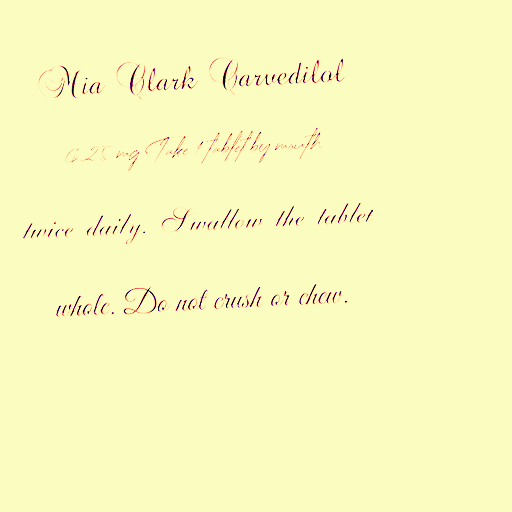 Mia Clark Carvedilol
6.25 mg Take 1 tablet by mouth
twice daily. Swallow the tablet
whole. Do not crush or chew.